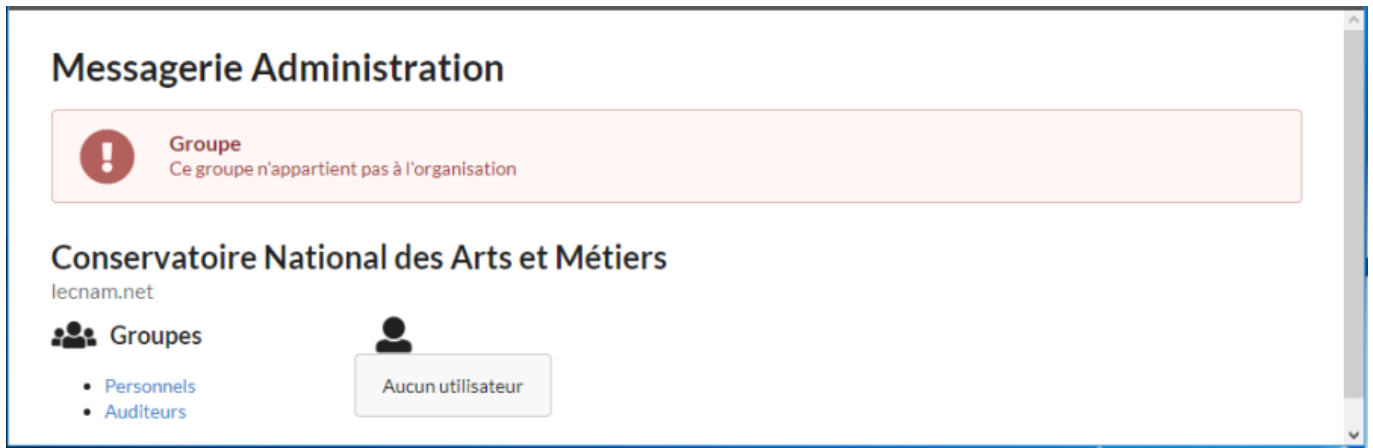 Messagerie Administration
Groupe
Ce groupe n'appartient pas à l'organisation
Conservatoire National des Arts et Métiers
lecnam.net
Groupes
Personnels
Aucun utilisateur
Auditeurs